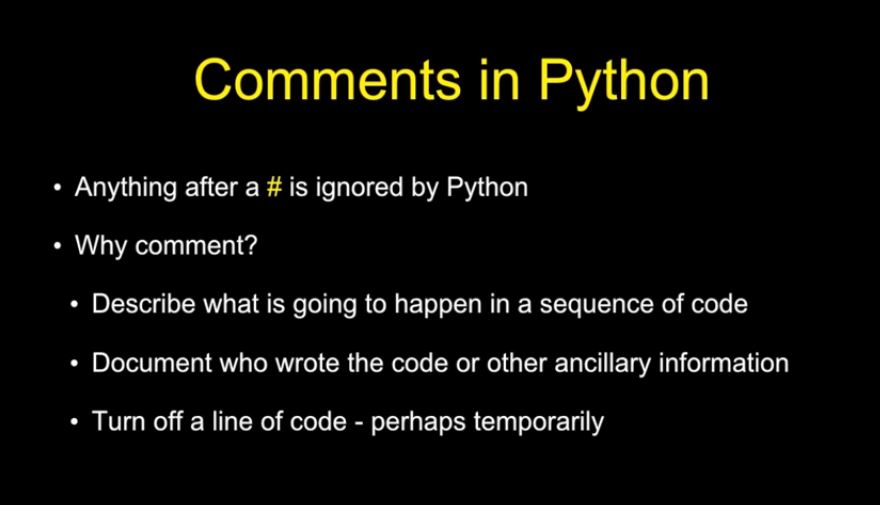 Comments in Python
• Anything after a # is ignored by Python
• Why comment?
• Describe what is going to happen in a sequence of code
• Document who wrote the code or other ancillary information
• Turn off a line of code - perhaps temporarily